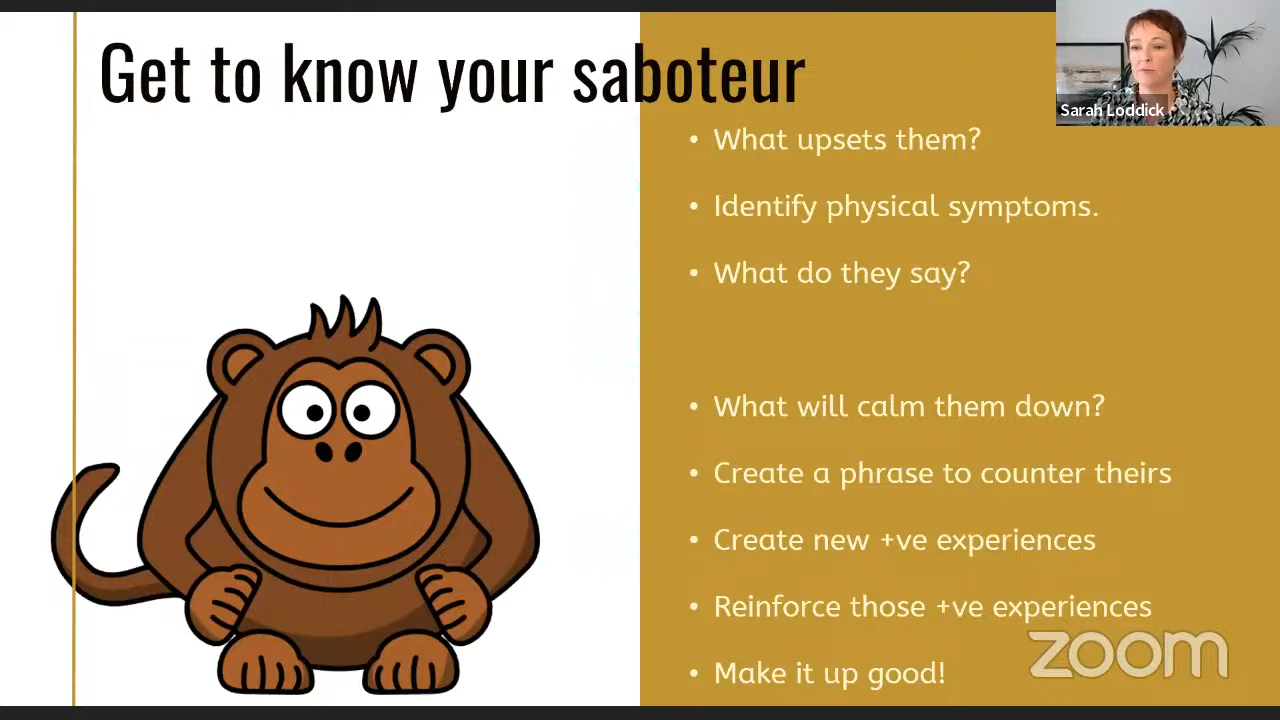 Get to know your saboteur
Sarah Loddick
• What upsets them?
• Identify physical symptoms.
• What do they say?
• What will calm them down?
• Create a phrase to counter theirs
• Create new +ve experiences
• Reinforce those +ve experiences
• Make it up good!
zoom